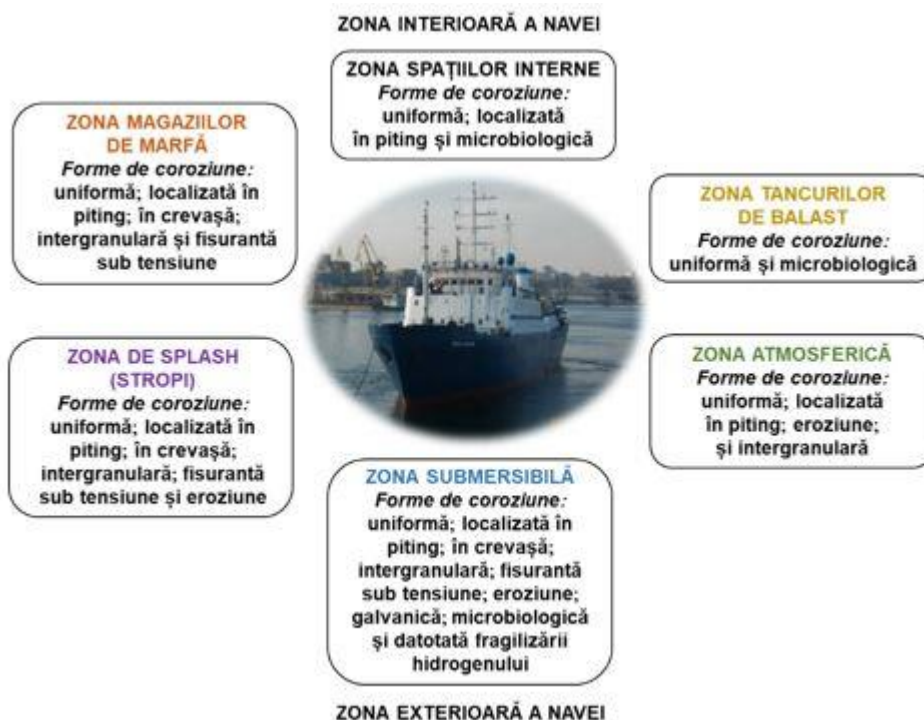 ZONA INTERIOARĂ A NAVEI
ZONA SPAȚIILOR INTERNE
Forme de coroziune:
uniformă; localizată
în piting și microbiologică
ZONA MAGAZIILOR
DE MARFĂ
Forme de coroziune:
uniformă; localizată în
piting; în crevașă;
intergranulară și fisurantă
sub tensiune
ZONA TANCURILOR
DE BALAST
Forme de coroziune:
uniformă și microbiologică
ZONA DE SPLASH
(STROPI)
Forme de coroziune:
uniformă; localizată în
piting; în crevașă;
intergranulară; fisurantă
sub tensiune și eroziune
ZONA ATMOSFERICĂ
Forme de coroziune:
uniformă; localizată
în piting; eroziune;
și intergranulară
ZONA SUBMERSIBILĂ
Forme de coroziune:
uniformă; localizată în
piting; în crevașă;
intergranulară; fisurantă
sub tensiune; eroziune;
galvanică; microbiologică
și datotată fragilizării
hidrogenului
ZONA EXTERIOARĂ A NAVEI